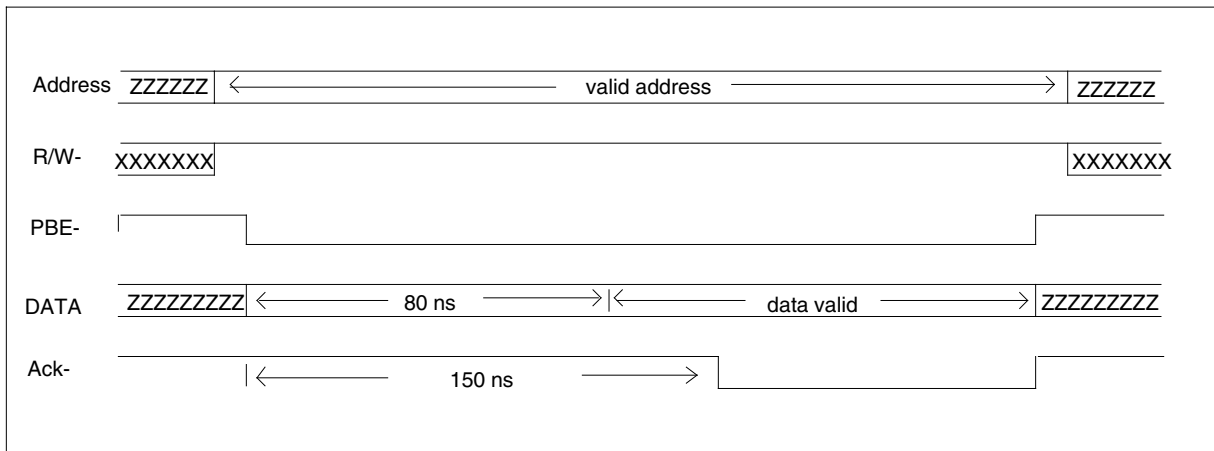 Address ZZZZZZ valid address ZZZZZZ
R/W- XXXXXXX XXXXXXX
PBE-
DATA ZZZZZZZZZ 80 ns data valid ZZZZZZZZZ
Ack- 150 ns